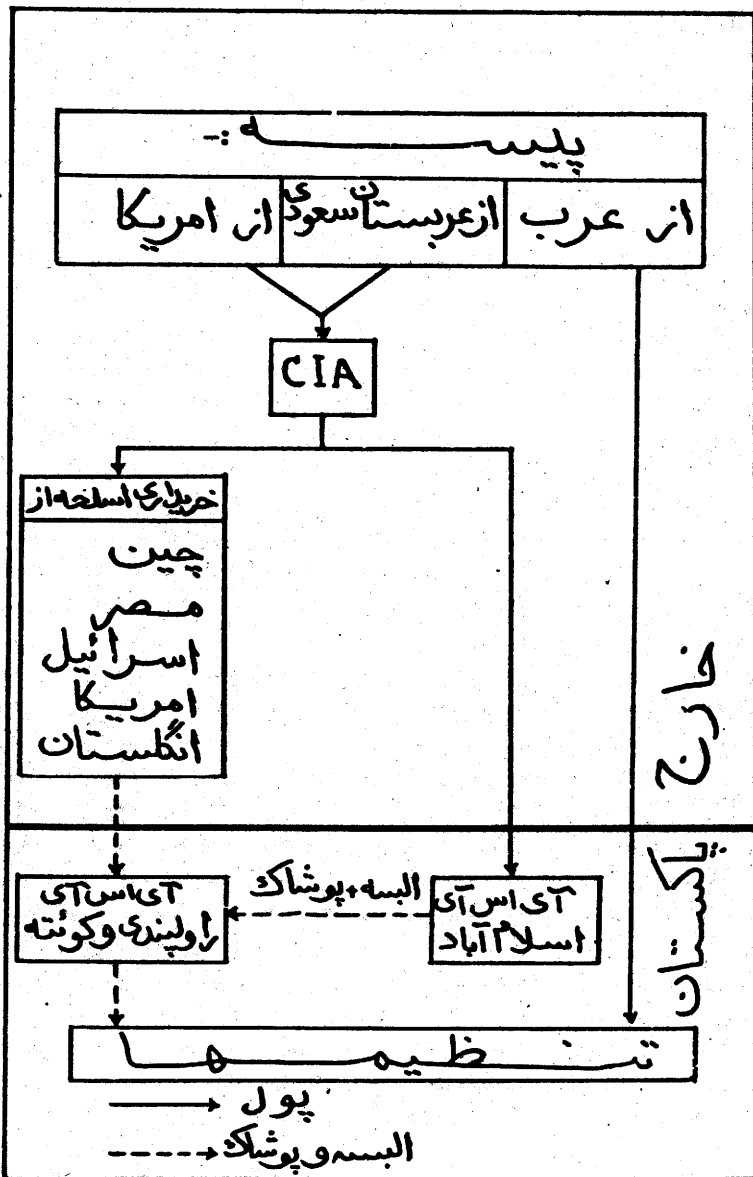 پیسه :-
از عرب
از عربستان سعودی
از امریکا
CIA
خریداری اسلحه از
چین
مصر
اسرائیل
امریکا
انگلستان
خارج
پاکستان
البسه + پوشاک
آی اس آی
اسلام آباد
آی اس آی
راولپندی و کوئته
تنظیمها
پول
البسه و پوشاک